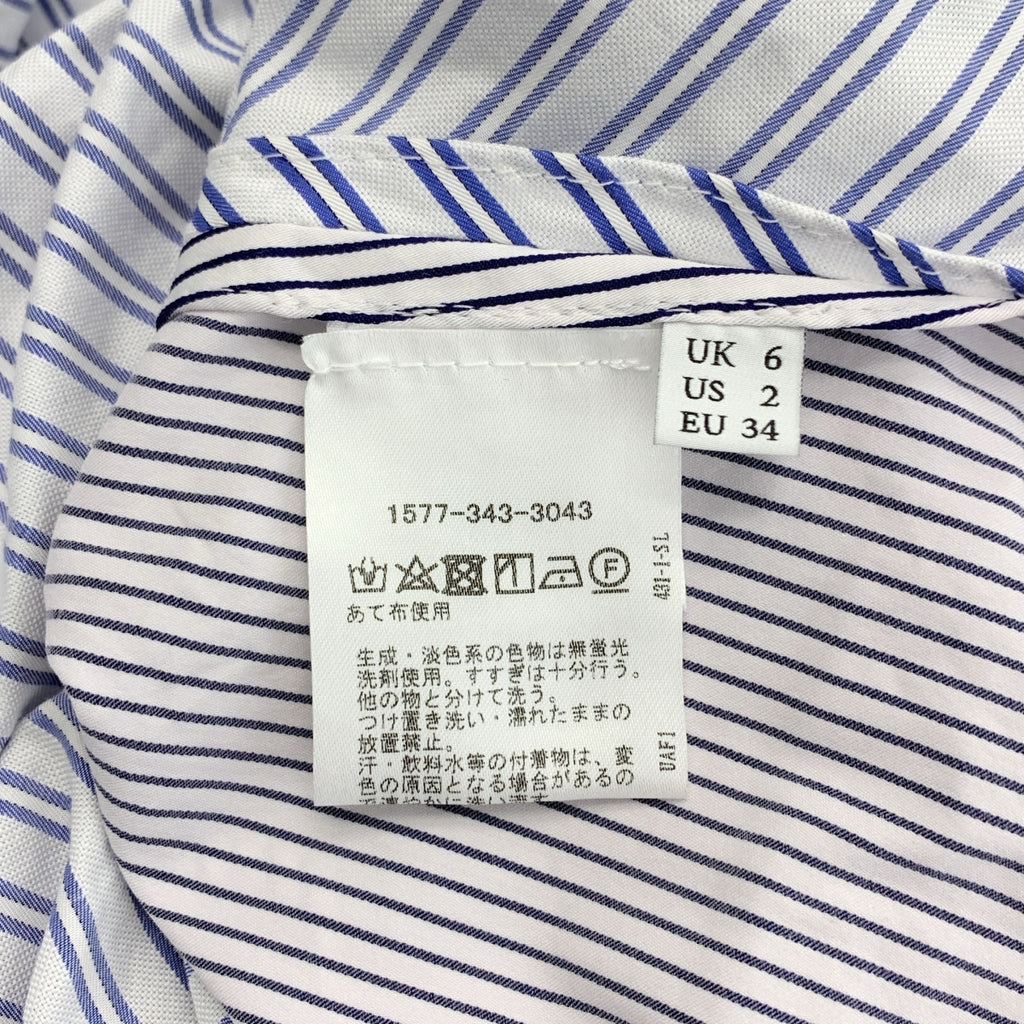 UK 6
US 2
EU 34
1577-343-3043
F
あて布使用
生成・淡色系の色物は無蛍光
洗剤使用。すすぎは十分行う。
他の物と分けて洗う。
つけ置き洗い・濡れたままの
放置禁止。
汗・飲料水等の付着物は、変
色の原因となる場合があるの
431-11-SL
UAF1